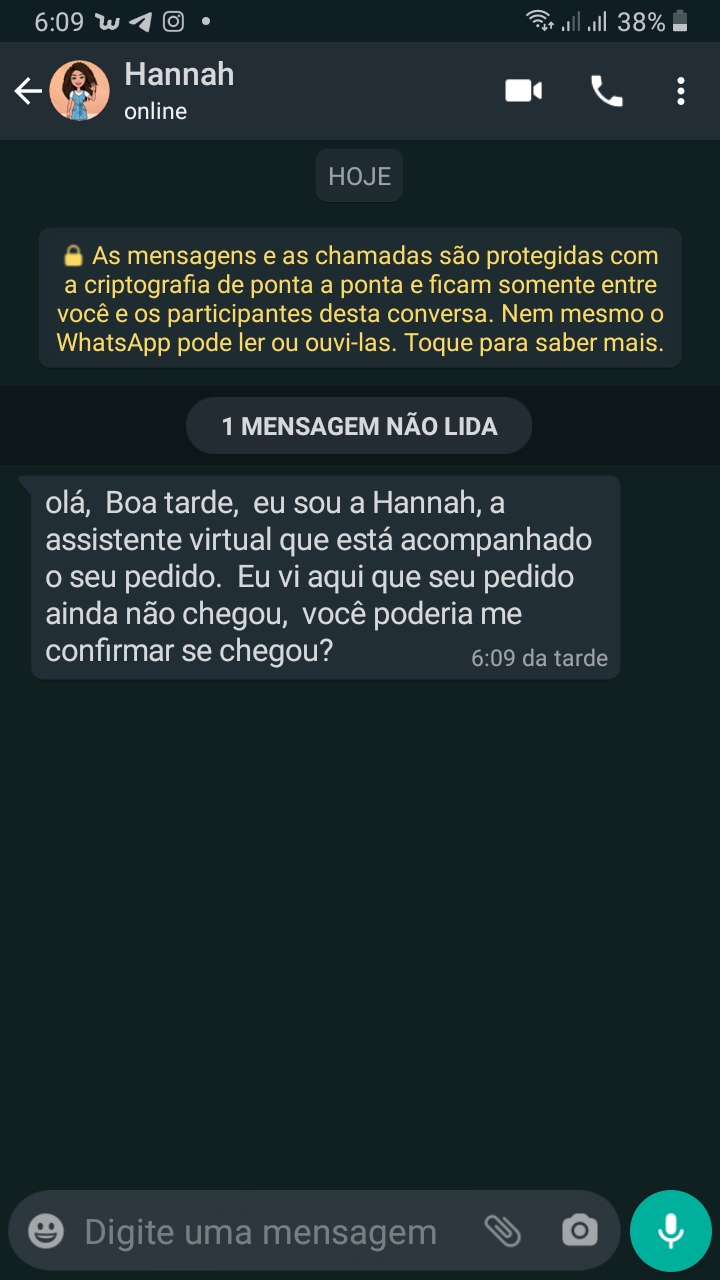 6:09
38%
Hannah
online
HOJE
As mensagens e as chamadas são protegidas com
a criptografia de ponta a ponta e ficam somente entre
você e os participantes desta conversa. Nem mesmo o
WhatsApp pode ler ou ouvi-las. Toque para saber mais.
1 MENSAGEM NÃO LIDA
olá, Boa tarde, eu sou a Hannah, a
assistente virtual que está acompanhado
o seu pedido. Eu vi aqui que seu pedido
ainda não chegou, você poderia me
confirmar se chegou?
6:09 da tarde
Digite uma mensagem